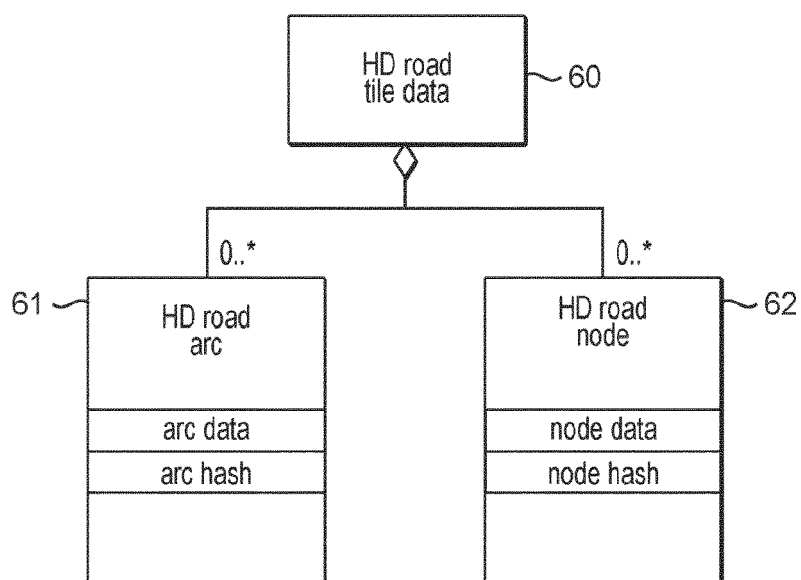 HD road
tile data
60
0..*
0..*
61
HD road
arc
HD road
node
62
arc data
node data
arc hash
node hash